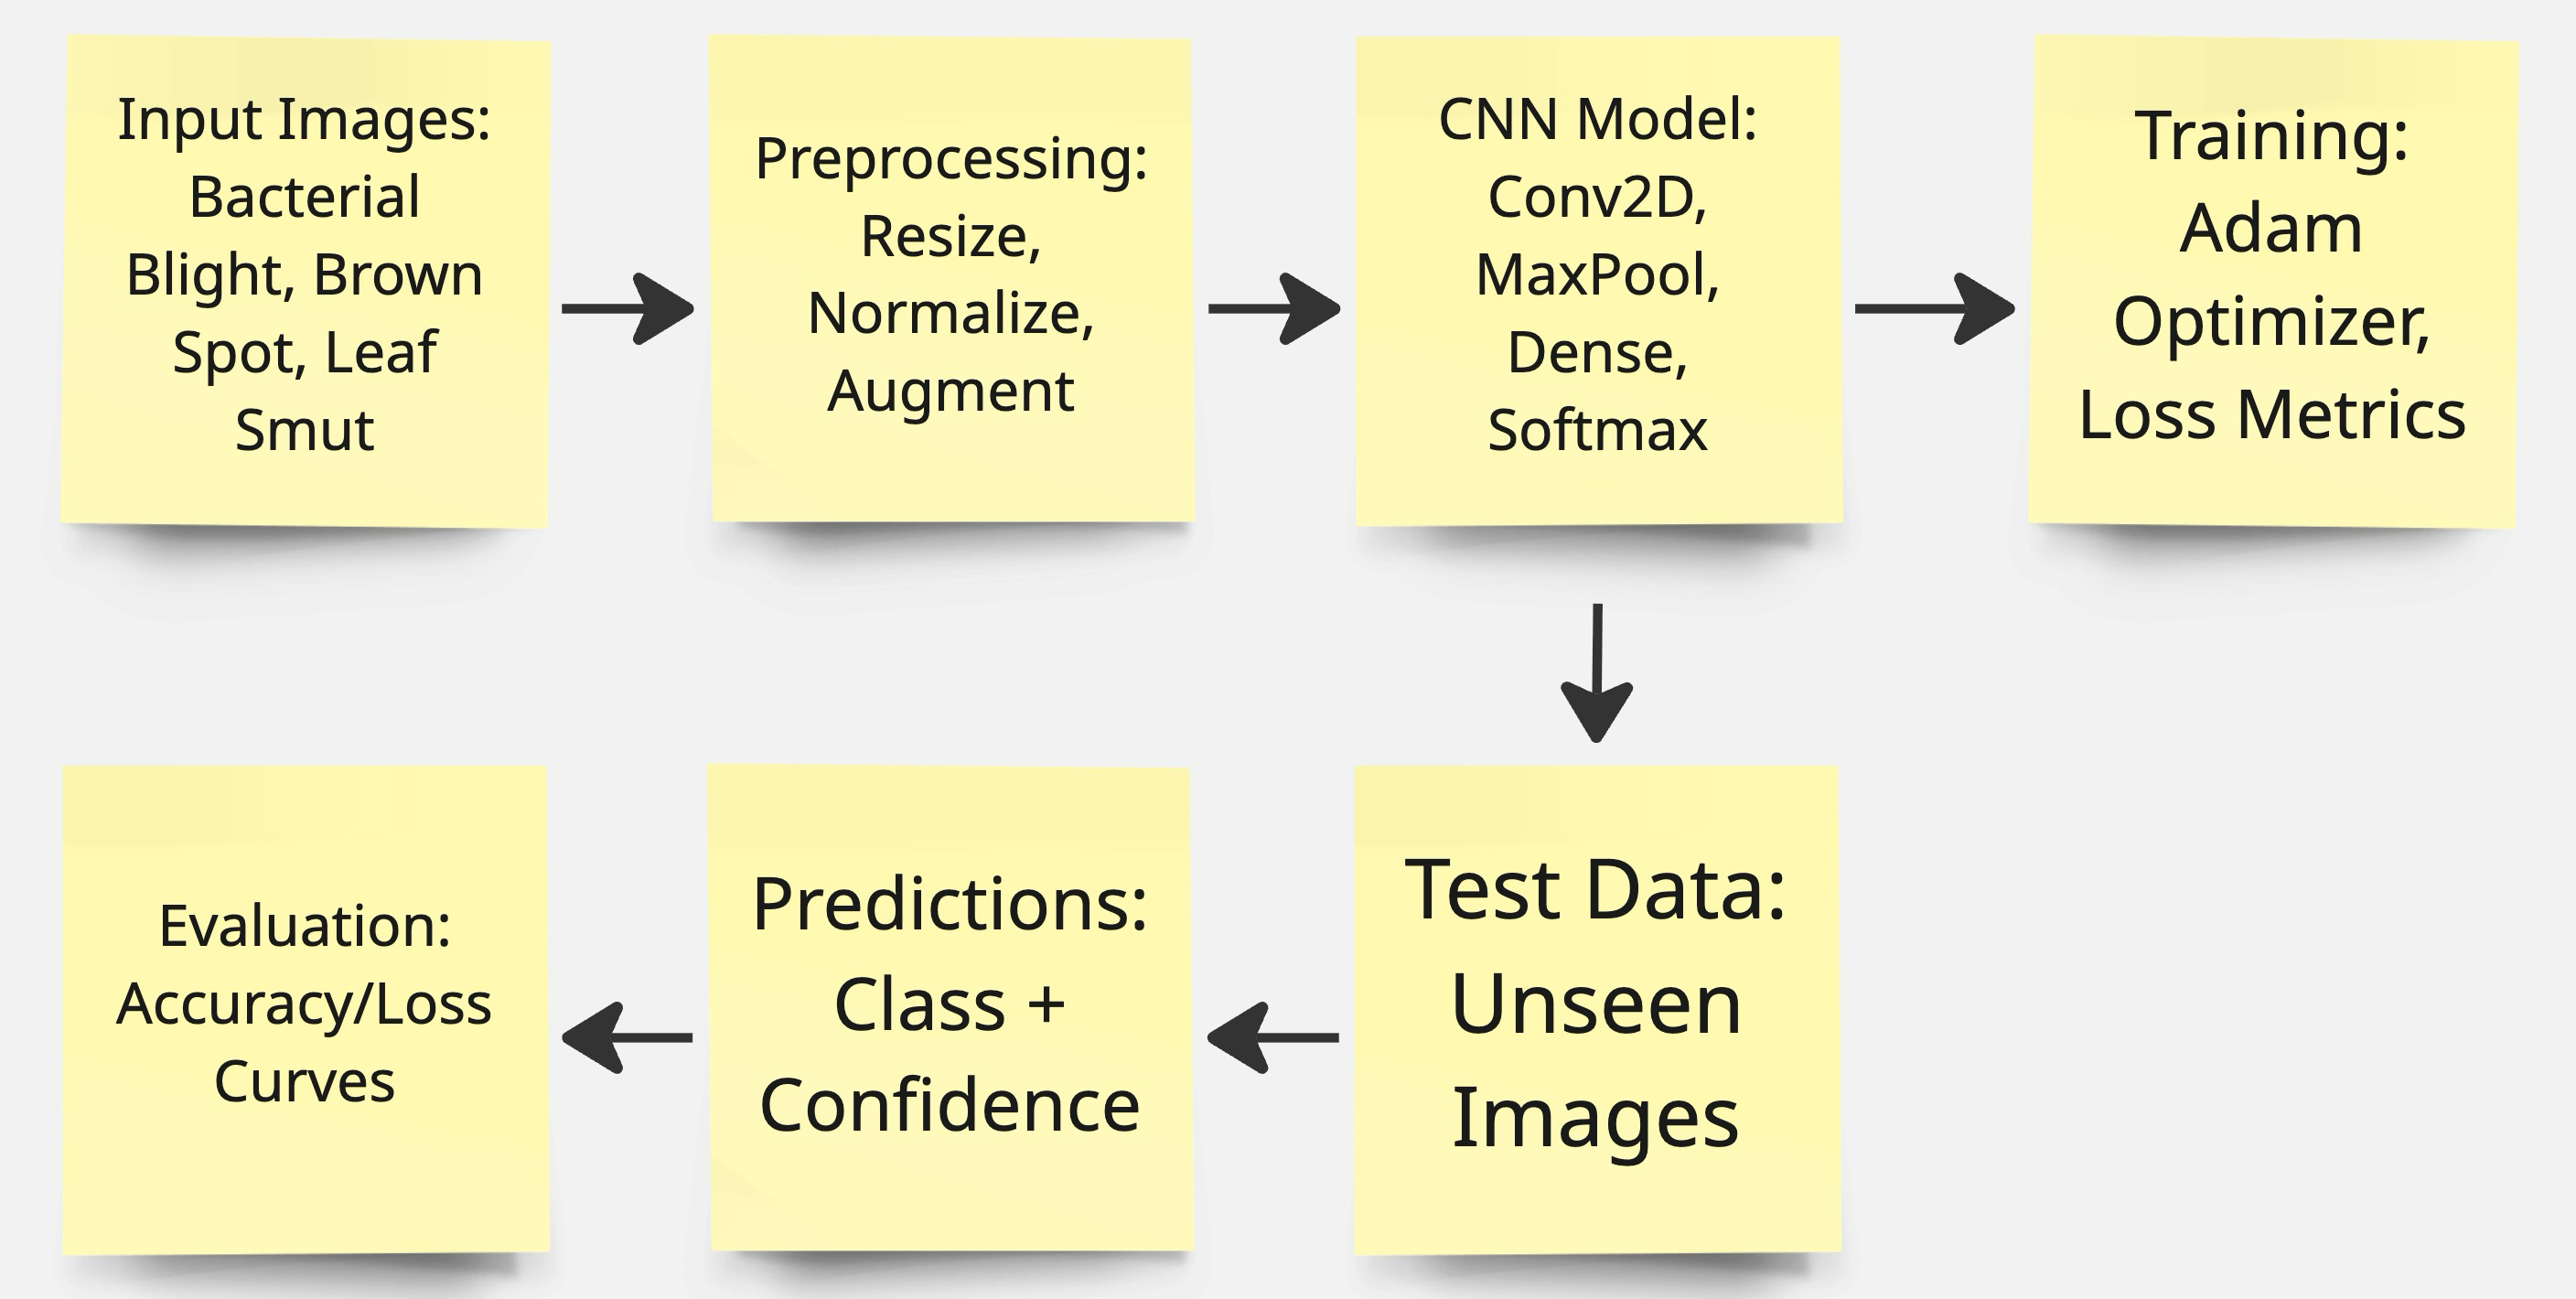 Input Images:
Bacterial
Blight, Brown
Spot, Leaf
Smut
Preprocessing:
Resize,
Normalize,
Augment
CNN Model:
Conv2D,
MaxPool,
Dense,
Softmax
Training:
Adam
Optimizer,
Loss Metrics
Test Data:
Unseen
Images
Predictions:
Class +
Confidence
Evaluation:
Accuracy/Loss
Curves